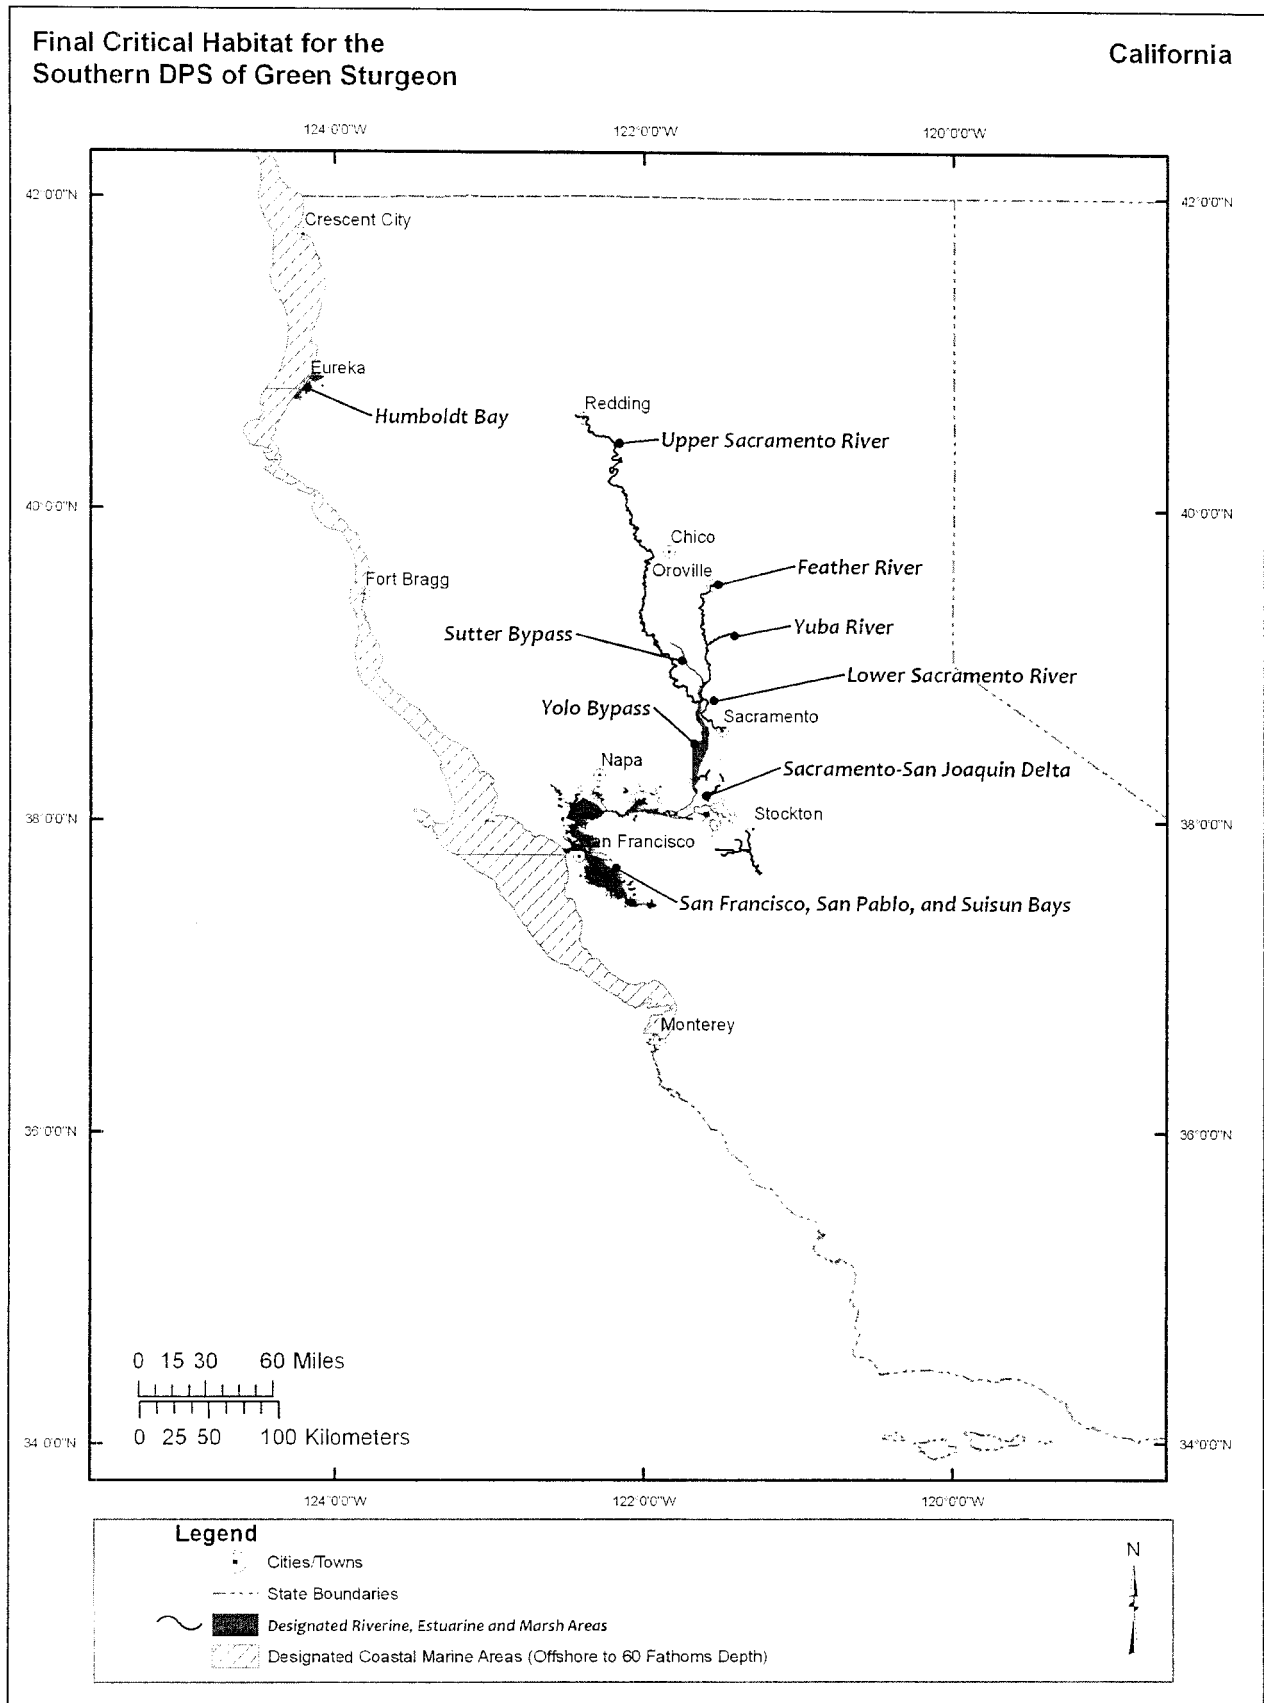 Final Critical Habitat for the
Southern DPS of Green Sturgeon
California
124°0'0"W
122°0'0"W
120°0'0"W
42°0'0"N
42°0'0"N
Crescent City
Eureka
Humboldt Bay
Redding
Upper Sacramento River
40°0'0"N
40°0'0"N
Chico
Oroville
Feather River
Fort Bragg
Sutter Bypass
Yuba River
Lower Sacramento River
Yolo Bypass
Sacramento
Napa
Sacramento-San Joaquin Delta
38°0'0"N
Stockton
38°0'0"N
San Francisco
San Francisco, San Pablo, and Suisun Bays
Monterey
36°0'0"N
36°0'0"N
0 15 30 60 Miles
0 25 50 100 Kilometers
34°0'0"N
34°0'0"N
124°0'0"W
122°0'0"W
120°0'0"W
Legend
Cities/Towns
State Boundaries
Designated Riverine, Estuarine and Marsh Areas
Designated Coastal Marine Areas (Offshore to 60 Fathoms Depth)
N